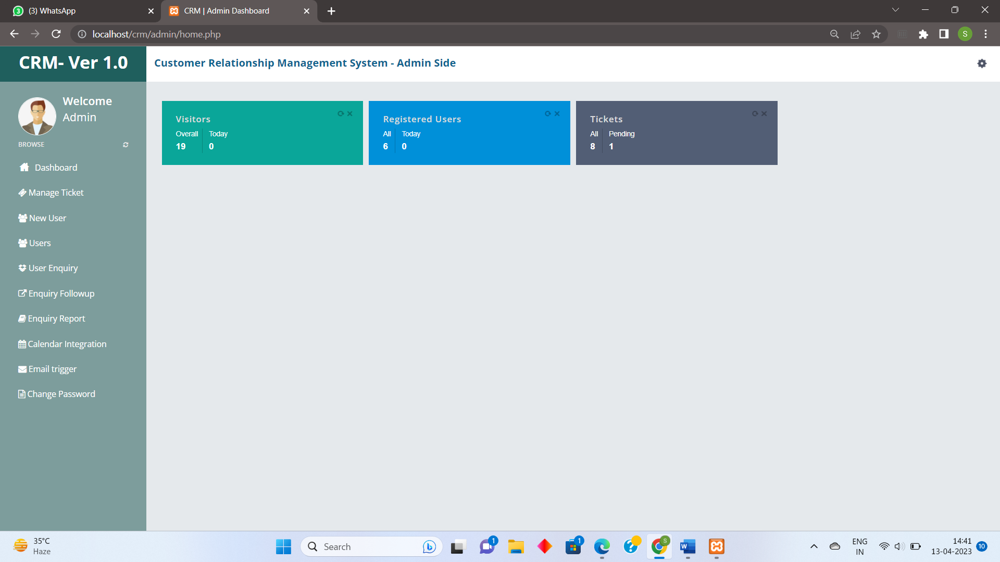 (3) WhatsApp
CRM | Admin Dashboard
localhost/crm/admin/home.php
S
CRM- Ver 1.0
Customer Relationship Management System - Admin Side
Welcome
Admin
BROWSE
Dashboard
Manage Ticket
New User
Users
User Enquiry
Enquiry Followup
Enquiry Report
Calendar Integration
Email trigger
Change Password
Visitors
Overall Today
19 0
Registered Users
All Today
6 0
Tickets
All Pending
8 1
35°C
Haze
Search
1
1
S
W
ENG
IN
14:41
13-04-2023
10